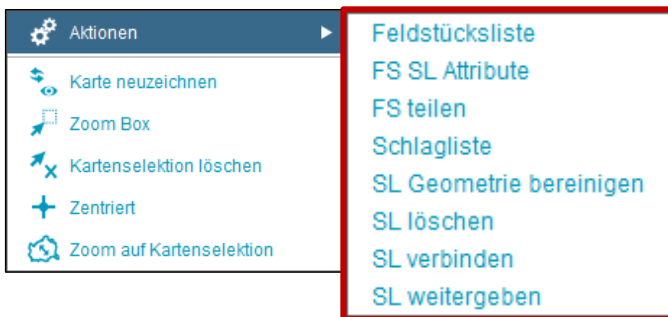 Aktionen
Karte neuzeichnen
Zoom Box
Kartenselektion löschen
Zentriert
Zoom auf Kartenselektion
Feldstücksliste
FS SL Attribute
FS teilen
Schlagliste
SL Geometrie bereinigen
SL löschen
SL verbinden
SL weitergeben